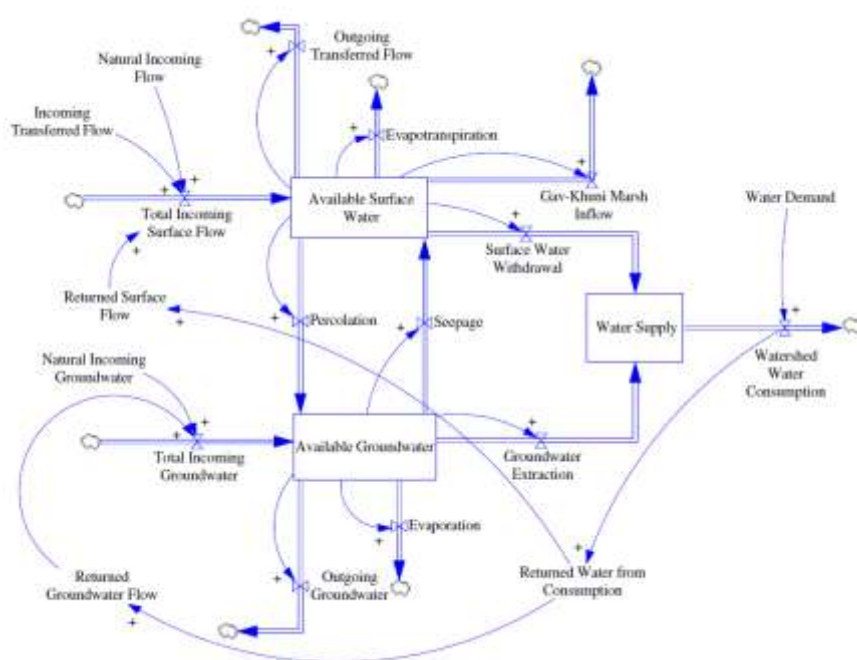 Outgoing
Transferred Flow
Natural Incoming
Flow
Incoming
Transferred Flow
Evapotranspiration
Available Surface
Water
Gav-Khuni Marsh
Inflow
Water Demand
Total Incoming
Surface Flow
Surface Water
Withdrawal
Returned Surface
Flow
Percolation
Seepage
Water Supply
Watershed
Water
Consumption
Natural Incoming
Groundwater
Available Groundwater
Total Incoming
Groundwater
Groundwater
Extraction
Evaporation
Returned
Groundwater Flow
Outgoing
Groundwater
Returned Water from
Consumption